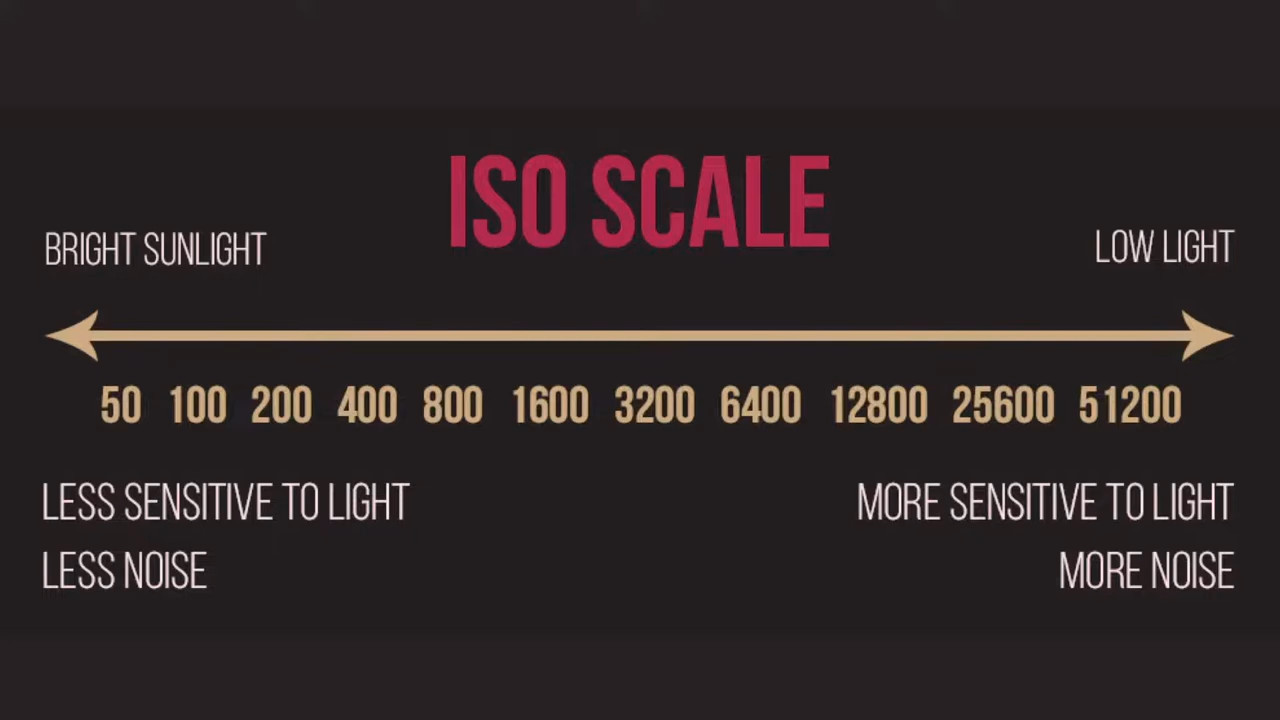 ISO SCALE
BRIGHT SUNLIGHT
LOW LIGHT
50 100 200 400 800 1600 3200 6400 12800 25600 51200
LESS SENSITIVE TO LIGHT
MORE SENSITIVE TO LIGHT
LESS NOISE
MORE NOISE